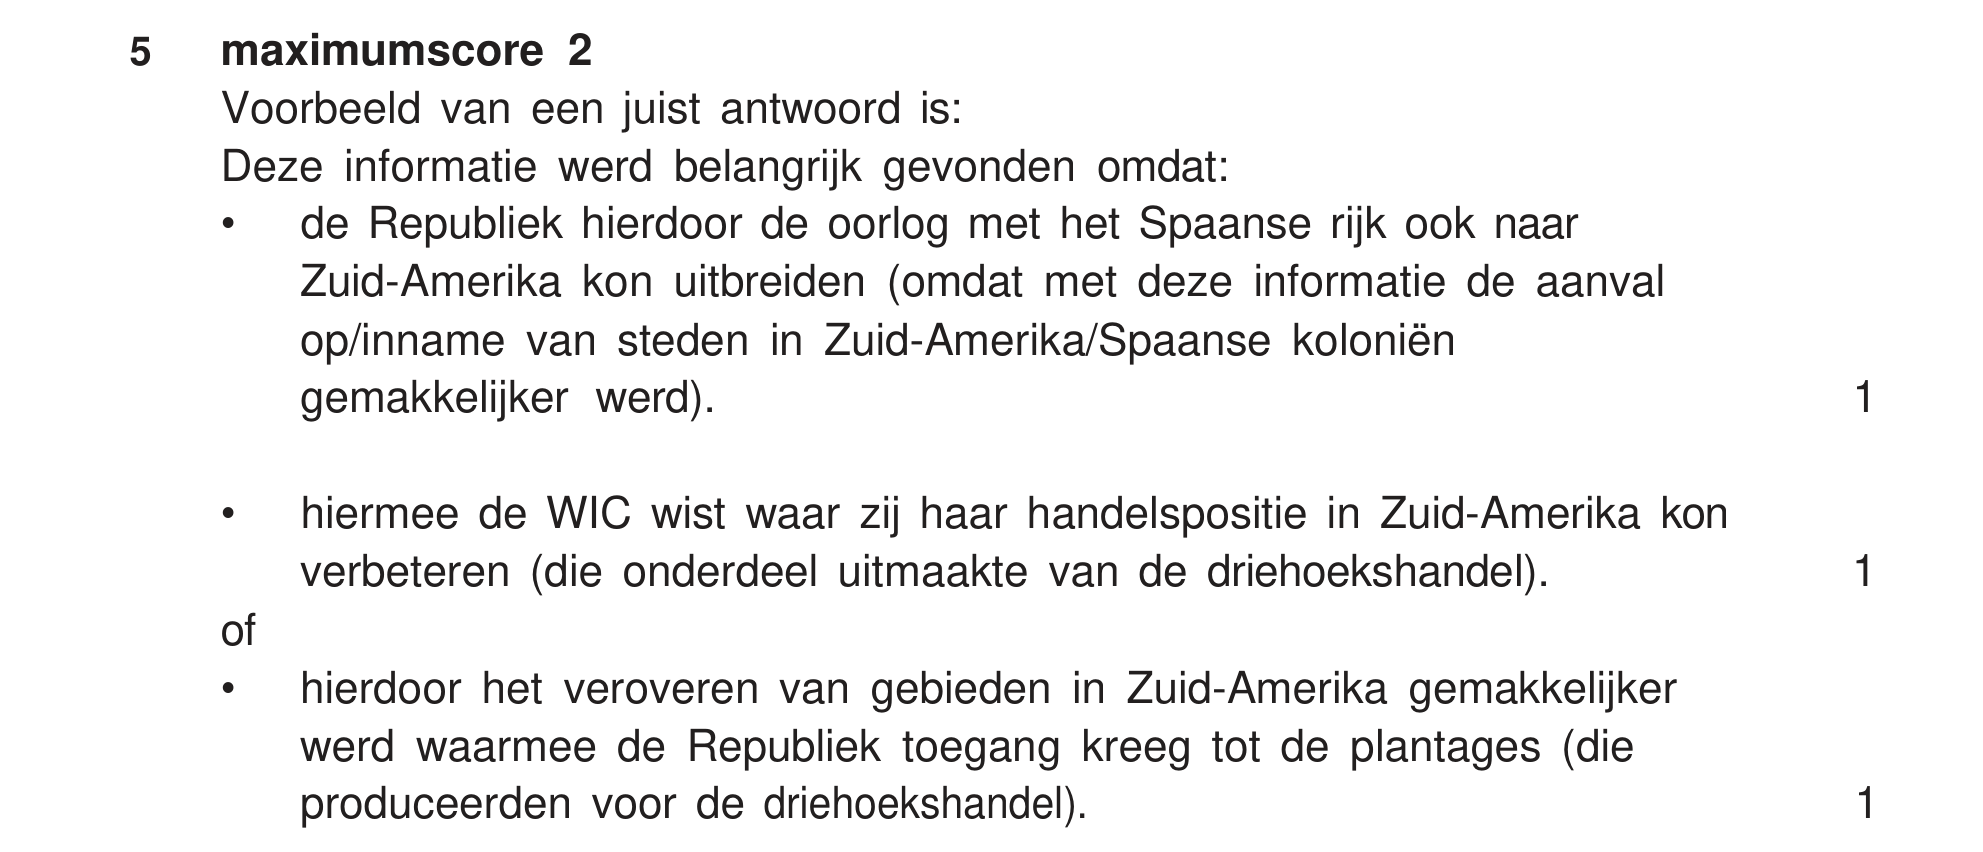 5 maximumscore 2
Voorbeeld van een juist antwoord is:
Deze informatie werd belangrijk gevonden omdat:
• de Republiek hierdoor de oorlog met het Spaanse rijk ook naar
Zuid-Amerika kon uitbreiden (omdat met deze informatie de aanval
op/inname van steden in Zuid-Amerika/Spaanse koloniën
gemakkelijker werd). 1
• hiermee de WIC wist waar zij haar handelspositie in Zuid-Amerika kon
verbeteren (die onderdeel uitmaakte van de driehoekshandel). 1
of
• hierdoor het veroveren van gebieden in Zuid-Amerika gemakkelijker
werd waarmee de Republiek toegang kreeg tot de plantages (die
produceerden voor de driehoekshandel). 1